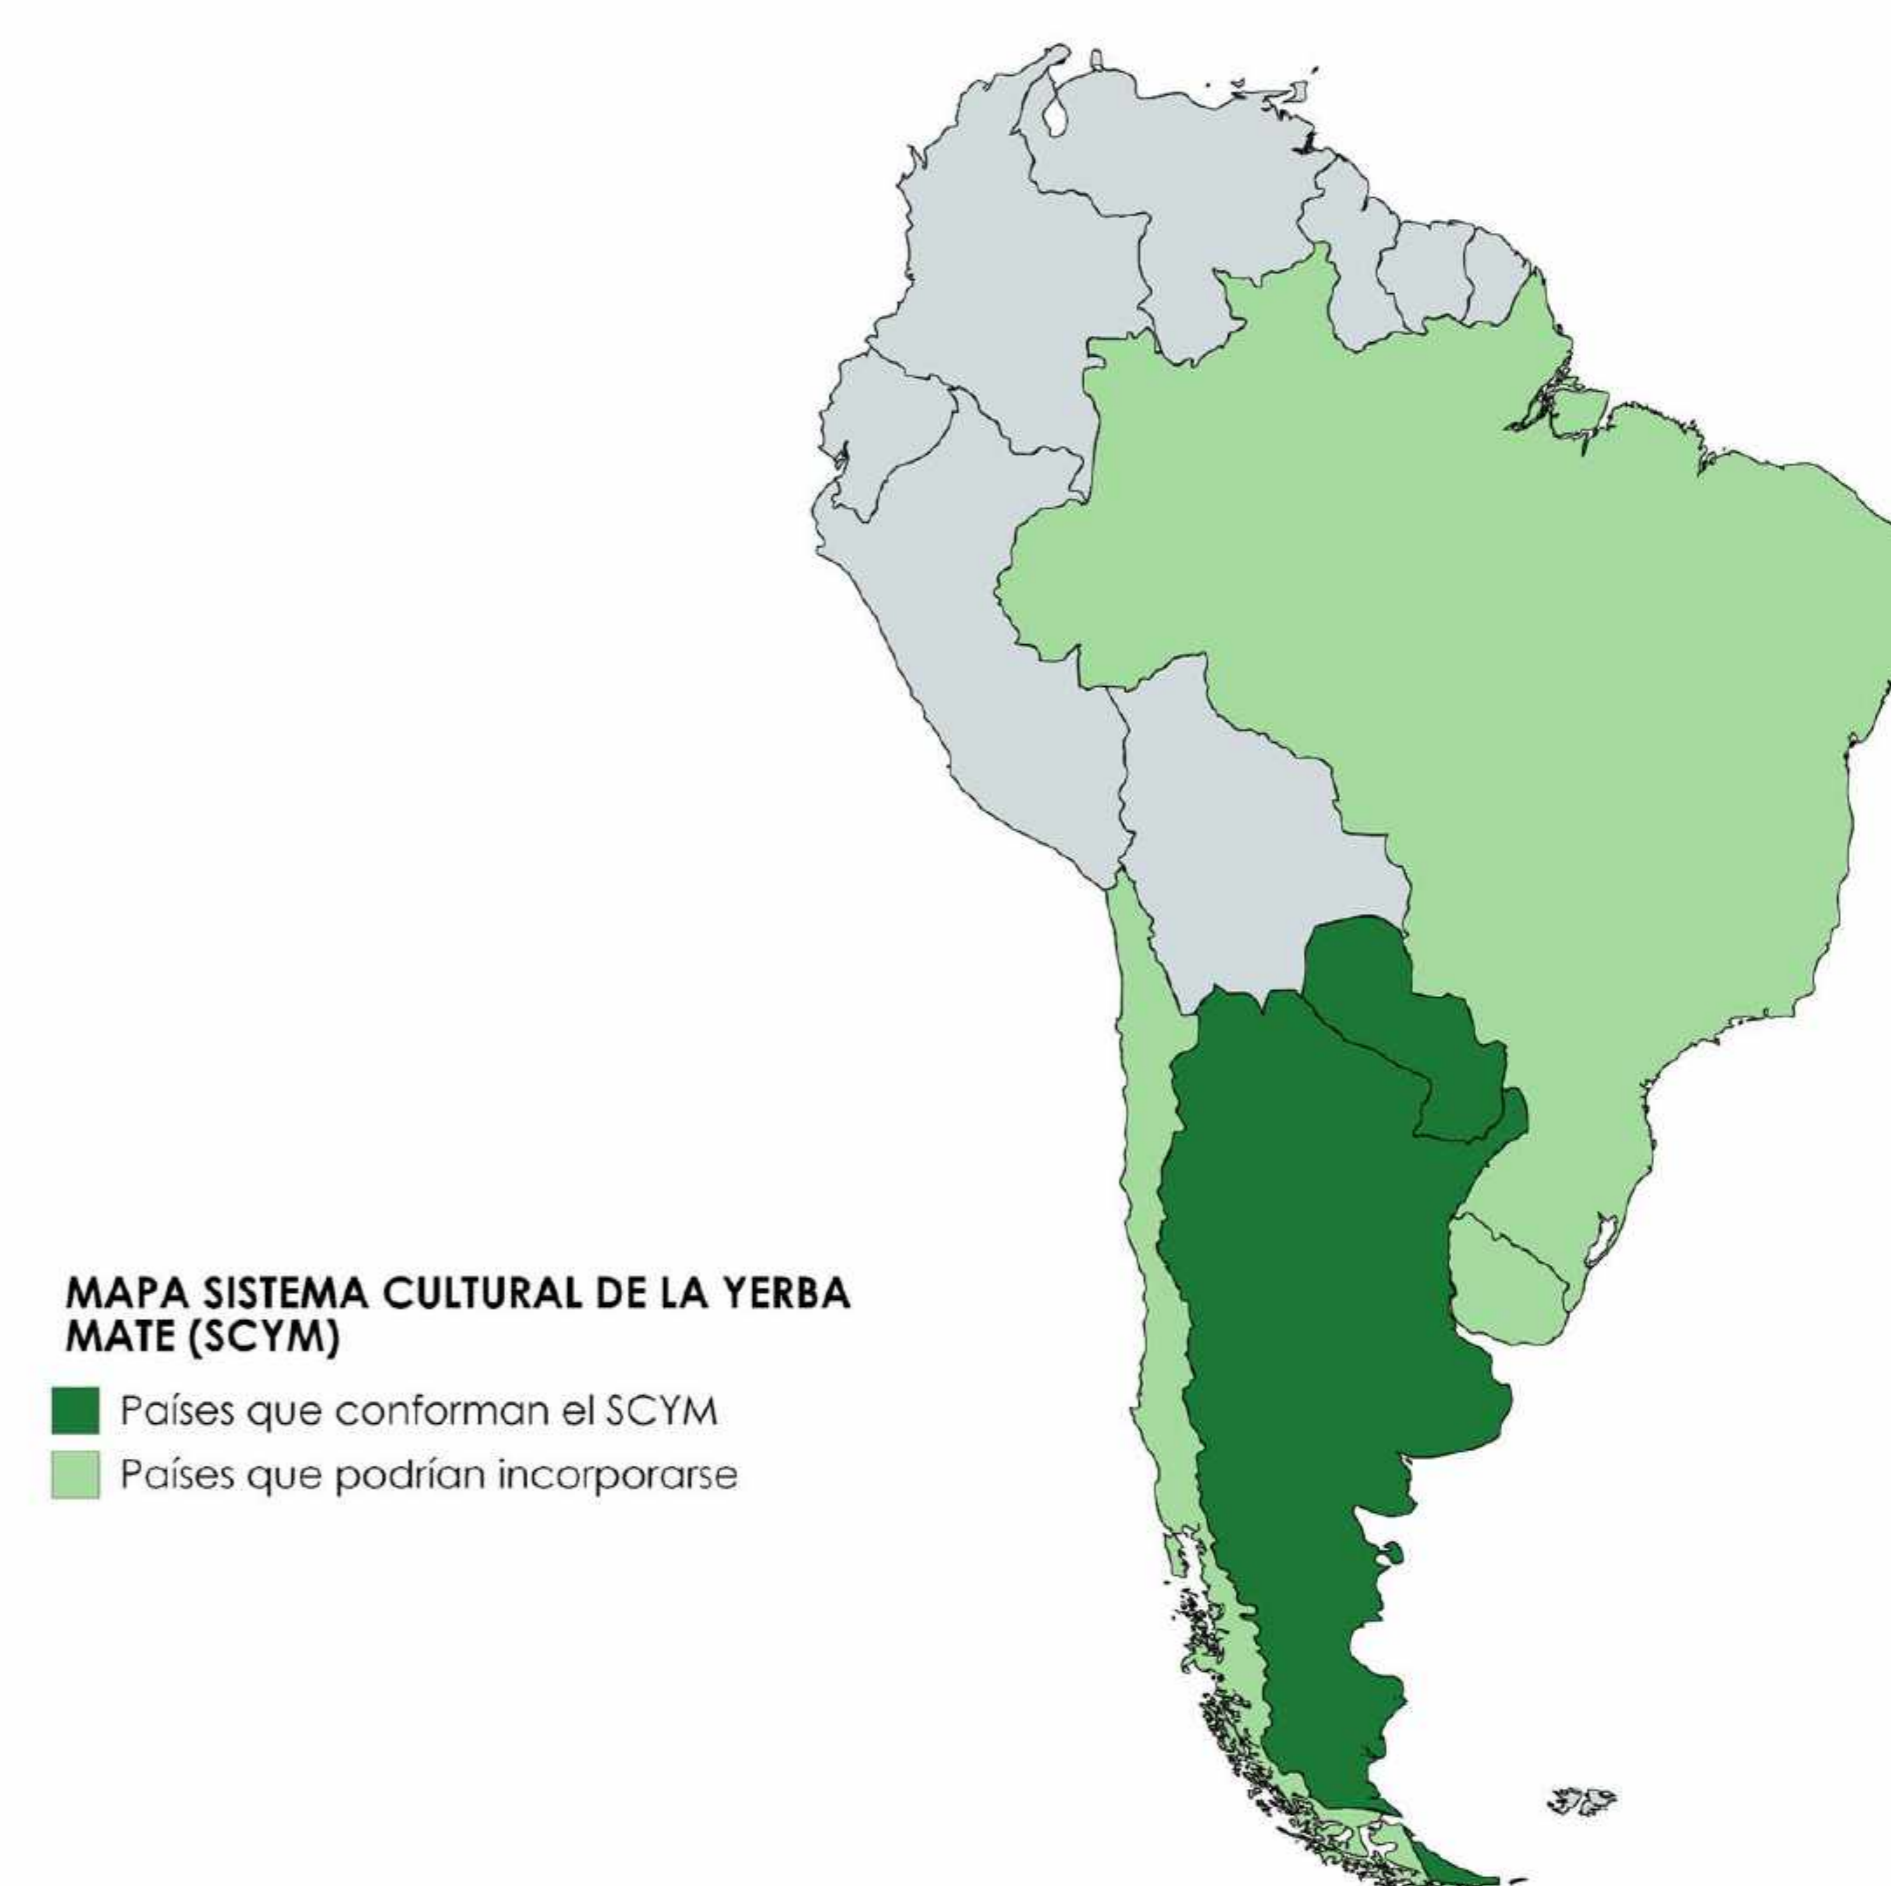 MAPA SISTEMA CULTURAL DE LA YERBA
MATE (SCYM)
Países que conforman el SCYM
Países que podrían incorporarse